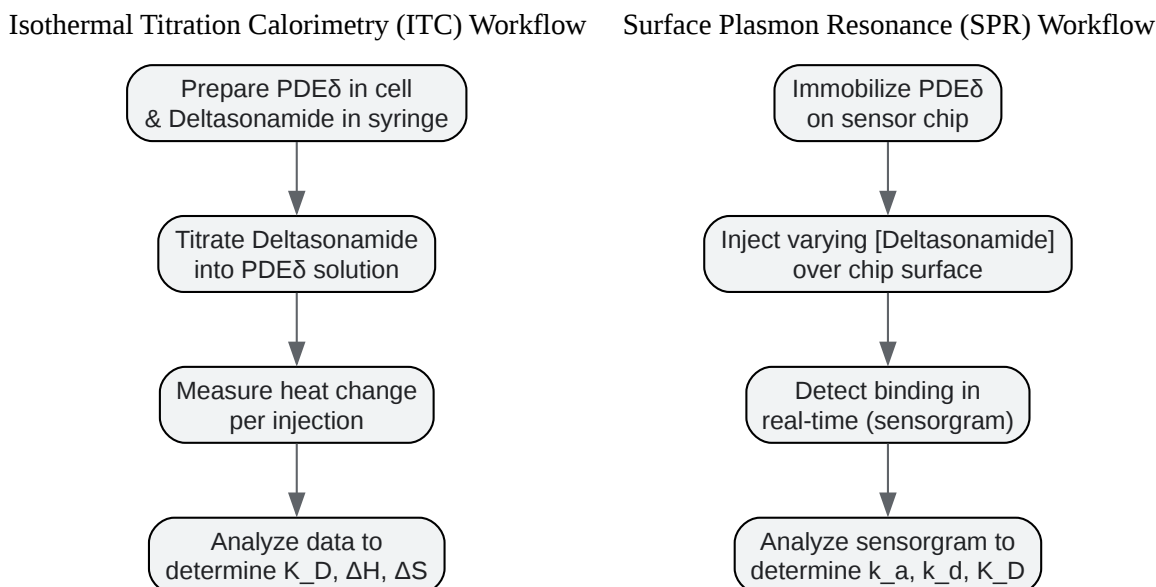 Isothermal Titration Calorimetry (ITC) Workflow
Prepare PDEδ in cell
& Deltasonamide in syringe
Titrate Deltasonamide
into PDEδ solution
Measure heat change
per injection
Analyze data to
determine K_D, ΔH, ΔS
Surface Plasmon Resonance (SPR) Workflow
Immobilize PDEδ
on sensor chip
Inject varying [Deltasonamide]
over chip surface
Detect binding in
real-time (sensorgram)
Analyze sensorgram to
determine k_a, k_d, K_D